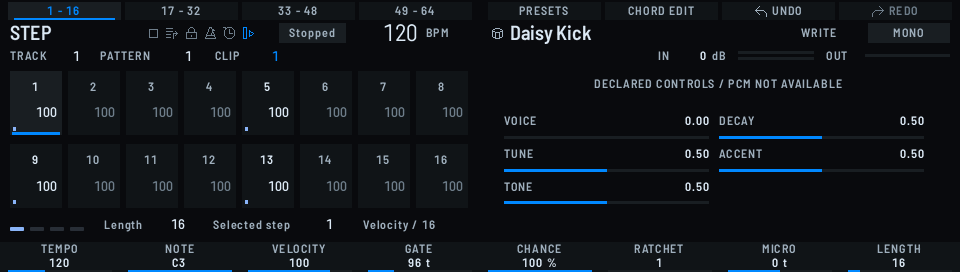 1 - 16 17 - 32 33 - 48 49 - 64 PRESETS CHORD EDIT UNDO REDO
STEP Stopped 120 BPM Daisy Kick WRITE MONO
TRACK 1 PATTERN 1 CLIP 1 IN 0 dB OUT
DECLARED CONTROLS / PCM NOT AVAILABLE
1 2 3 4 5 6 7 8
100 100 100 100 100 100 100 100
VOICE 0.00 DECAY 0.50
TUNE 0.50 ACCENT 0.50
9 10 11 12 13 14 15 16
100 100 100 100 100 100 100 100
TONE 0.50
Length 16 Selected step 1 Velocity / 16
TEMPO NOTE VELOCITY GATE CHANCE RATCHET MICRO LENGTH
120 C3 100 96 t 100 % 1 0 t 16